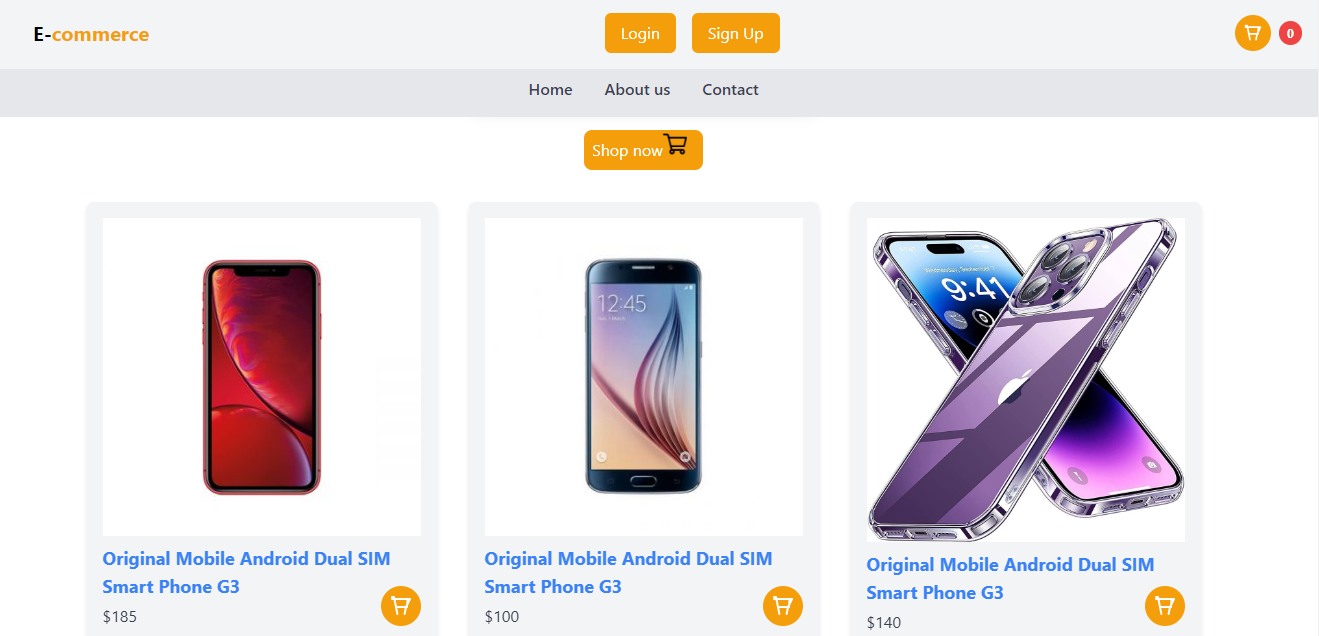 E-commerce
Login
Sign Up
0
Home
About us
Contact
Shop now
12:45
9:41
Original Mobile Android Dual SIM
Smart Phone G3
$185
Original Mobile Android Dual SIM
Smart Phone G3
$100
Original Mobile Android Dual SIM
Smart Phone G3
$140